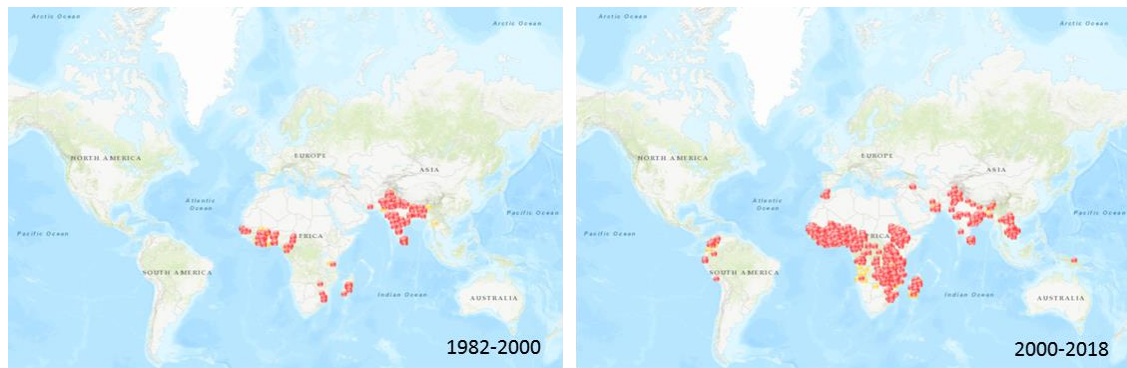 Arctic Ocean
Arctic Ocean
NORTH AMERICA
EUROPE
ASIA
Atlantic
Ocean
Pacific Ocean
Pacific Ocean
AFRICA
SOUTH AMERICA
Indian Ocean
AUSTRALIA
1982-2000
Arctic Ocean
Arctic Ocean
NORTH AMERICA
EUROPE
ASIA
Atlantic
Ocean
Pacific Ocean
Pacific Ocean
RICA
SOUTH AMERICA
Indian Ocean
AUSTRALIA
2000-2018